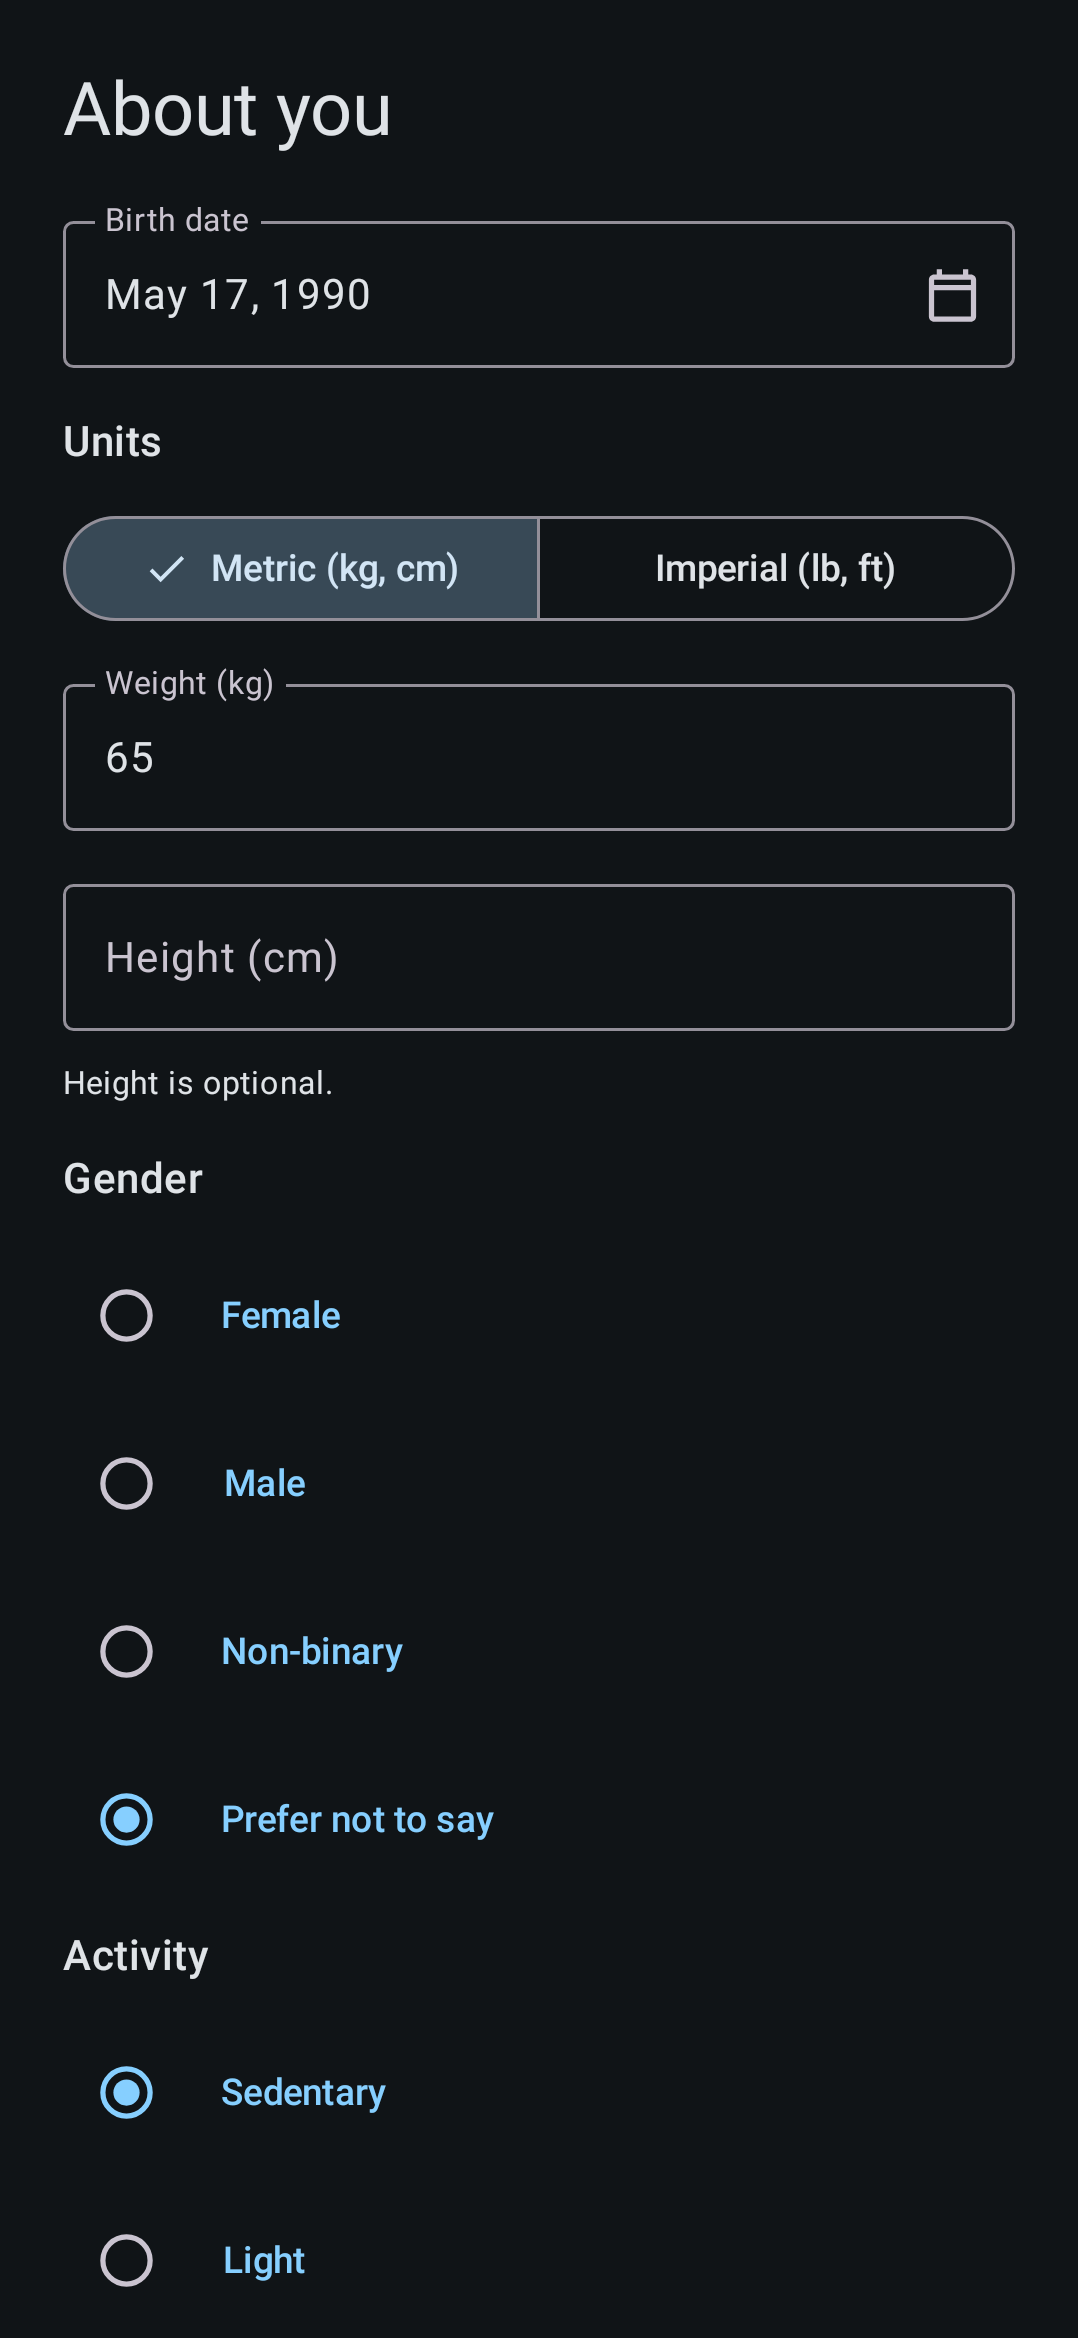 About you
Birth date
May 17, 1990
Units
Metric (kg, cm)
Imperial (lb, ft)
Weight (kg)
65
Height (cm)
Height is optional.
Gender
Female
Male
Non-binary
Prefer not to say
Activity
Sedentary
Light